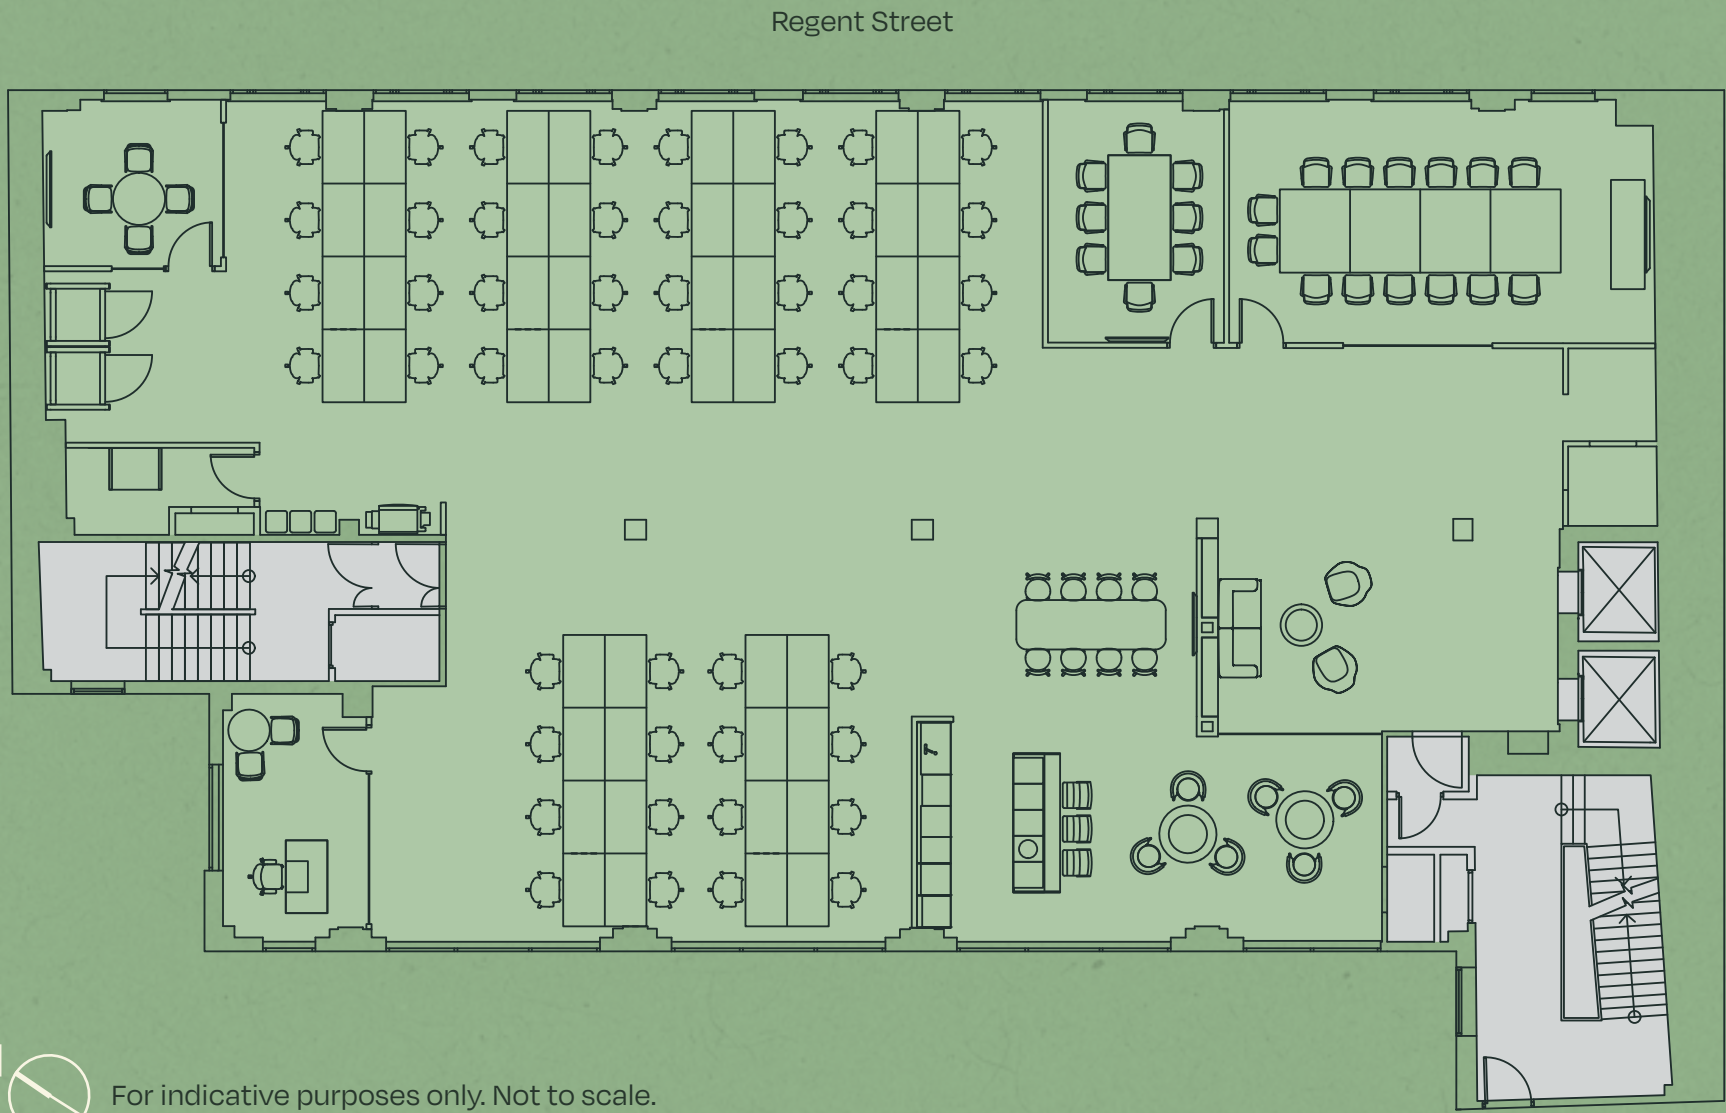 Regent Street
For indicative purposes only. Not to scale.